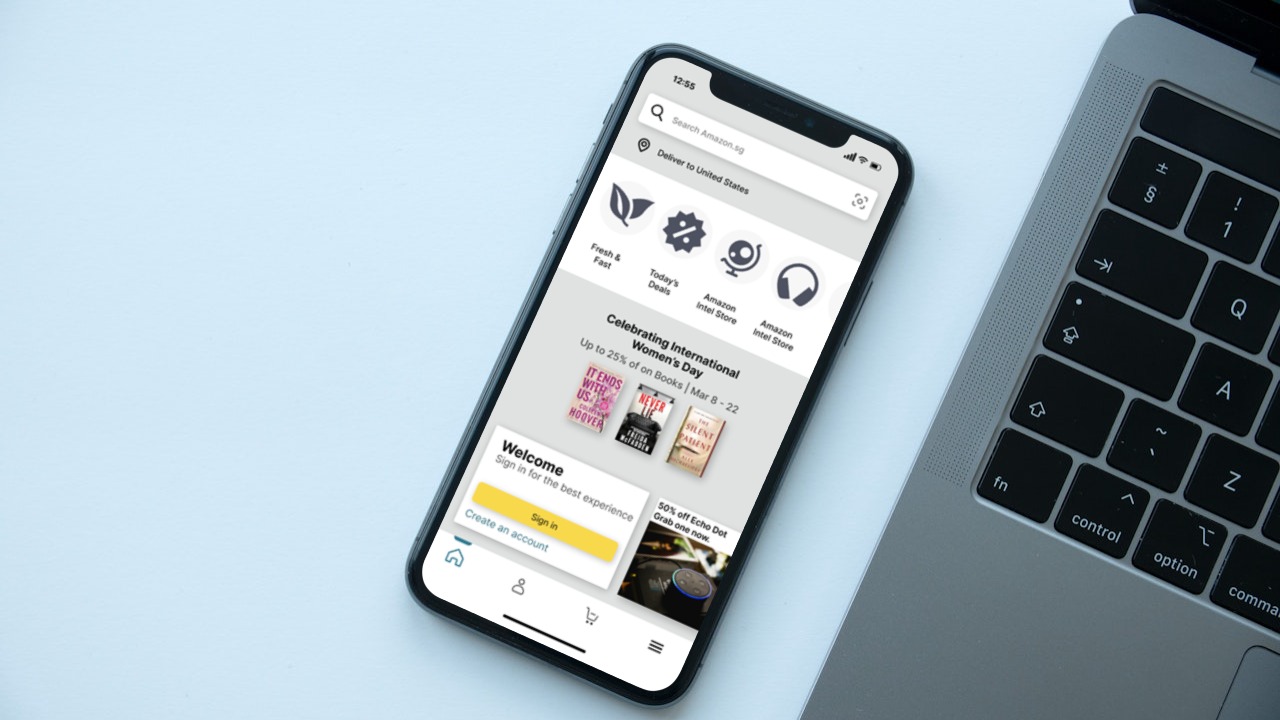 12:55
Search Amazon.sg
Deliver to United States
Fresh &
Fast
Today's
Deals
Amazon
Intel Store
Amazon
Intel Store
Celebrating International
Women's Day
Up to 25% of on Books | Mar 8 - 22
IT ENDS
WITH
US
COLLEEN
HOOVER
NEVER
LIE
FREIDA
McFADDEN
THE
SILENT
PATIENT
ALEX
Welcome
Sign in for the best experience
Sign in
Create an account
50% off Echo Dot
Grab one now.
±
§
!
1
Q
A
~
`
Z
fn
^
control
⌥
option
comma